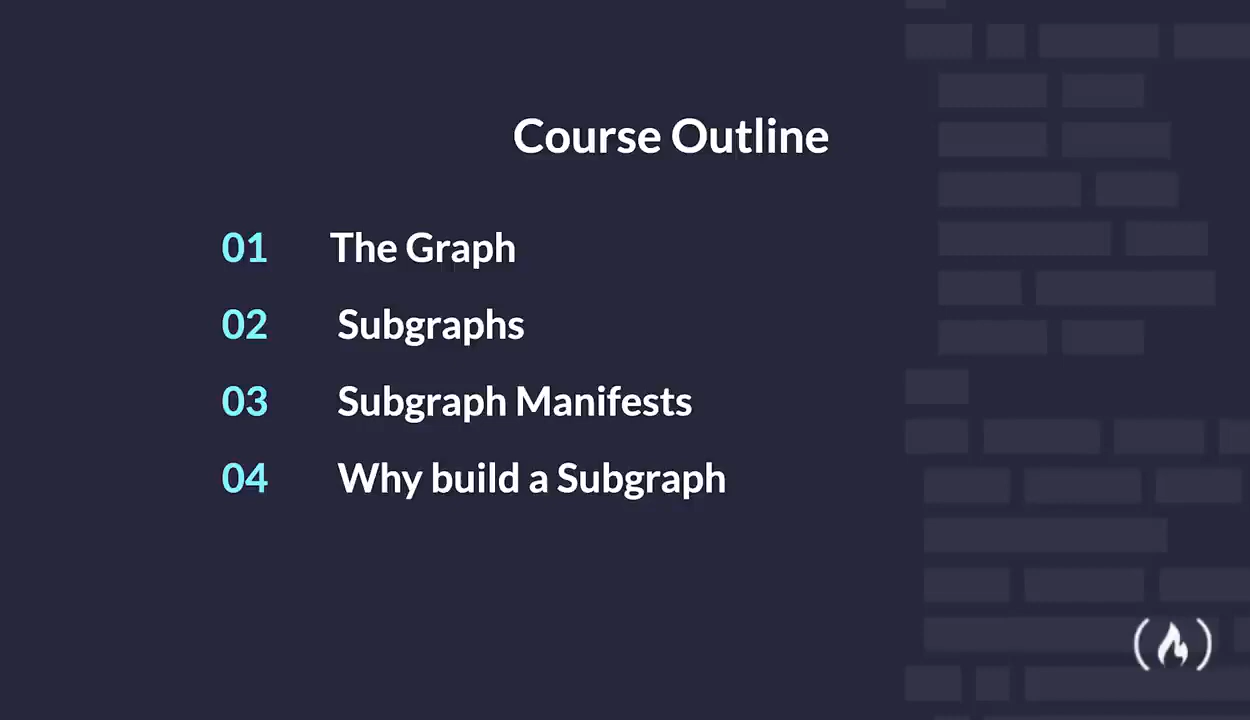 Course Outline
01 The Graph
02 Subgraphs
03 Subgraph Manifests
04 Why build a Subgraph